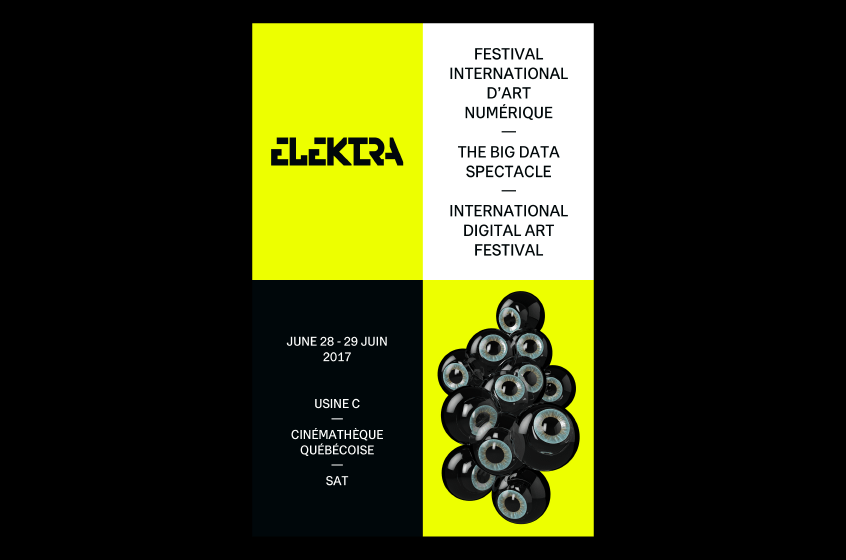 ELEKTRA
FESTIVAL
INTERNATIONAL
D'ART
NUMÉRIQUE
—
THE BIG DATA
SPECTACLE
—
INTERNATIONAL
DIGITAL ART
FESTIVAL
JUNE 28 - 29 JUIN
2017
USINE C
—
CINÉMATHÈQUE
QUÉBÉCOISE
—
SAT